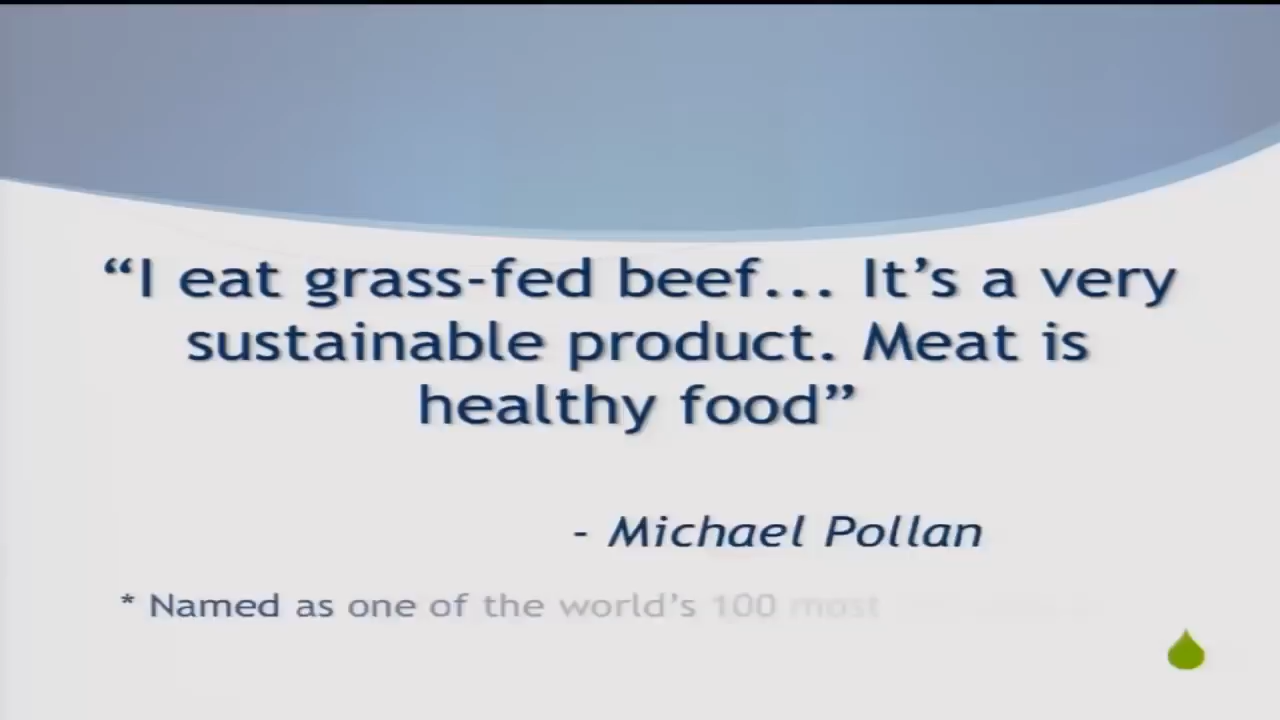 “I eat grass-fed beef... It’s a very
sustainable product. Meat is
healthy food”
- Michael Pollan
* Named as one of the world’s 100 most